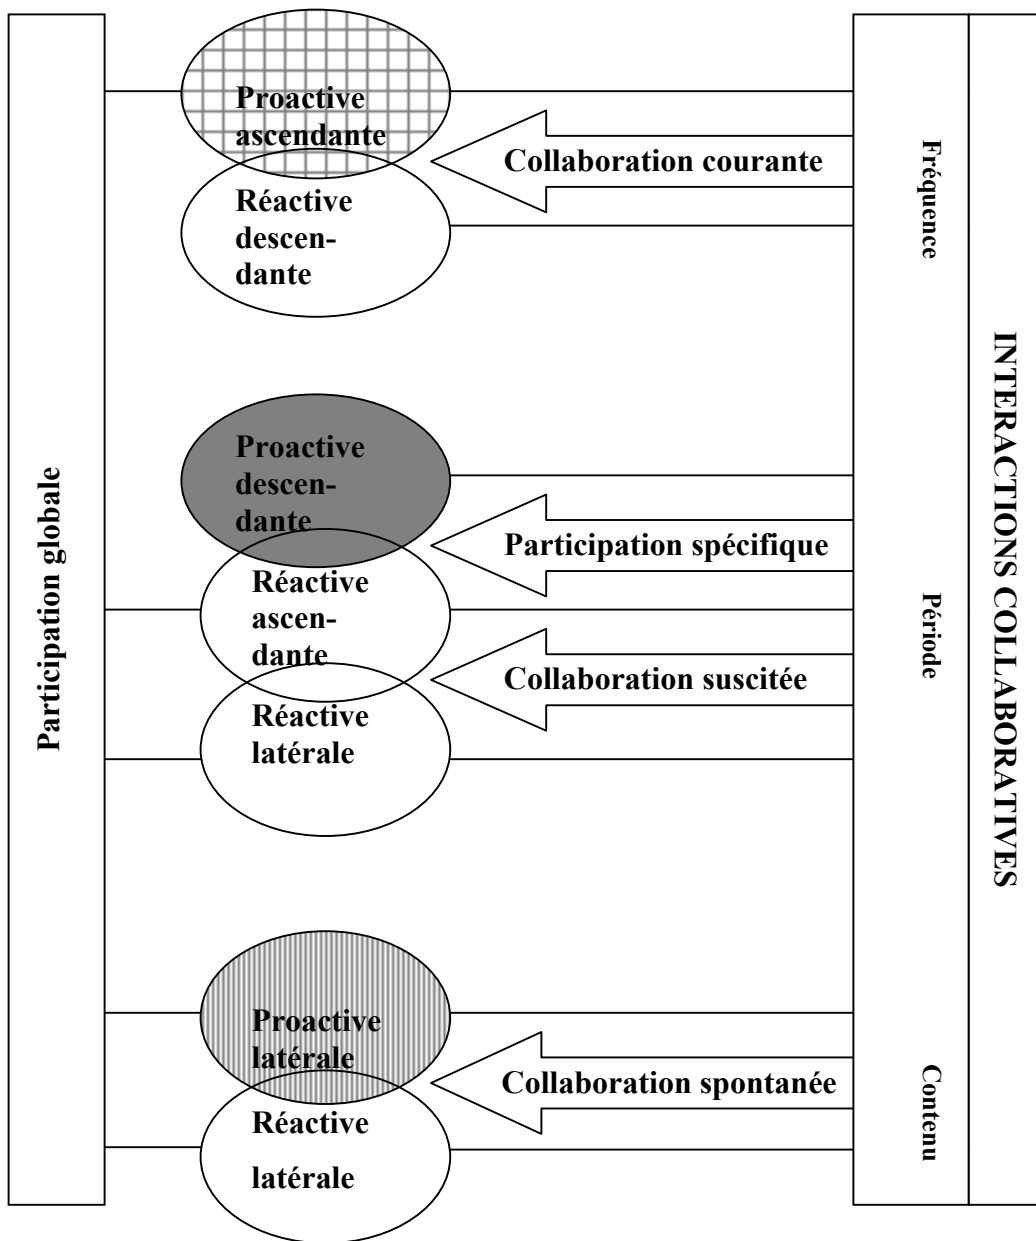 Participation globale
Proactive
ascendante
Réactive
descen-
dante
Collaboration courante
Proactive
descen-
dante
Réactive
ascen-
dante
Réactive
latérale
Participation spécifique
Collaboration suscitée
Proactive
latérale
Réactive
latérale
Collaboration spontanée
Fréquence
Période
Contenu
INTERACTIONS COLLABORATIVES